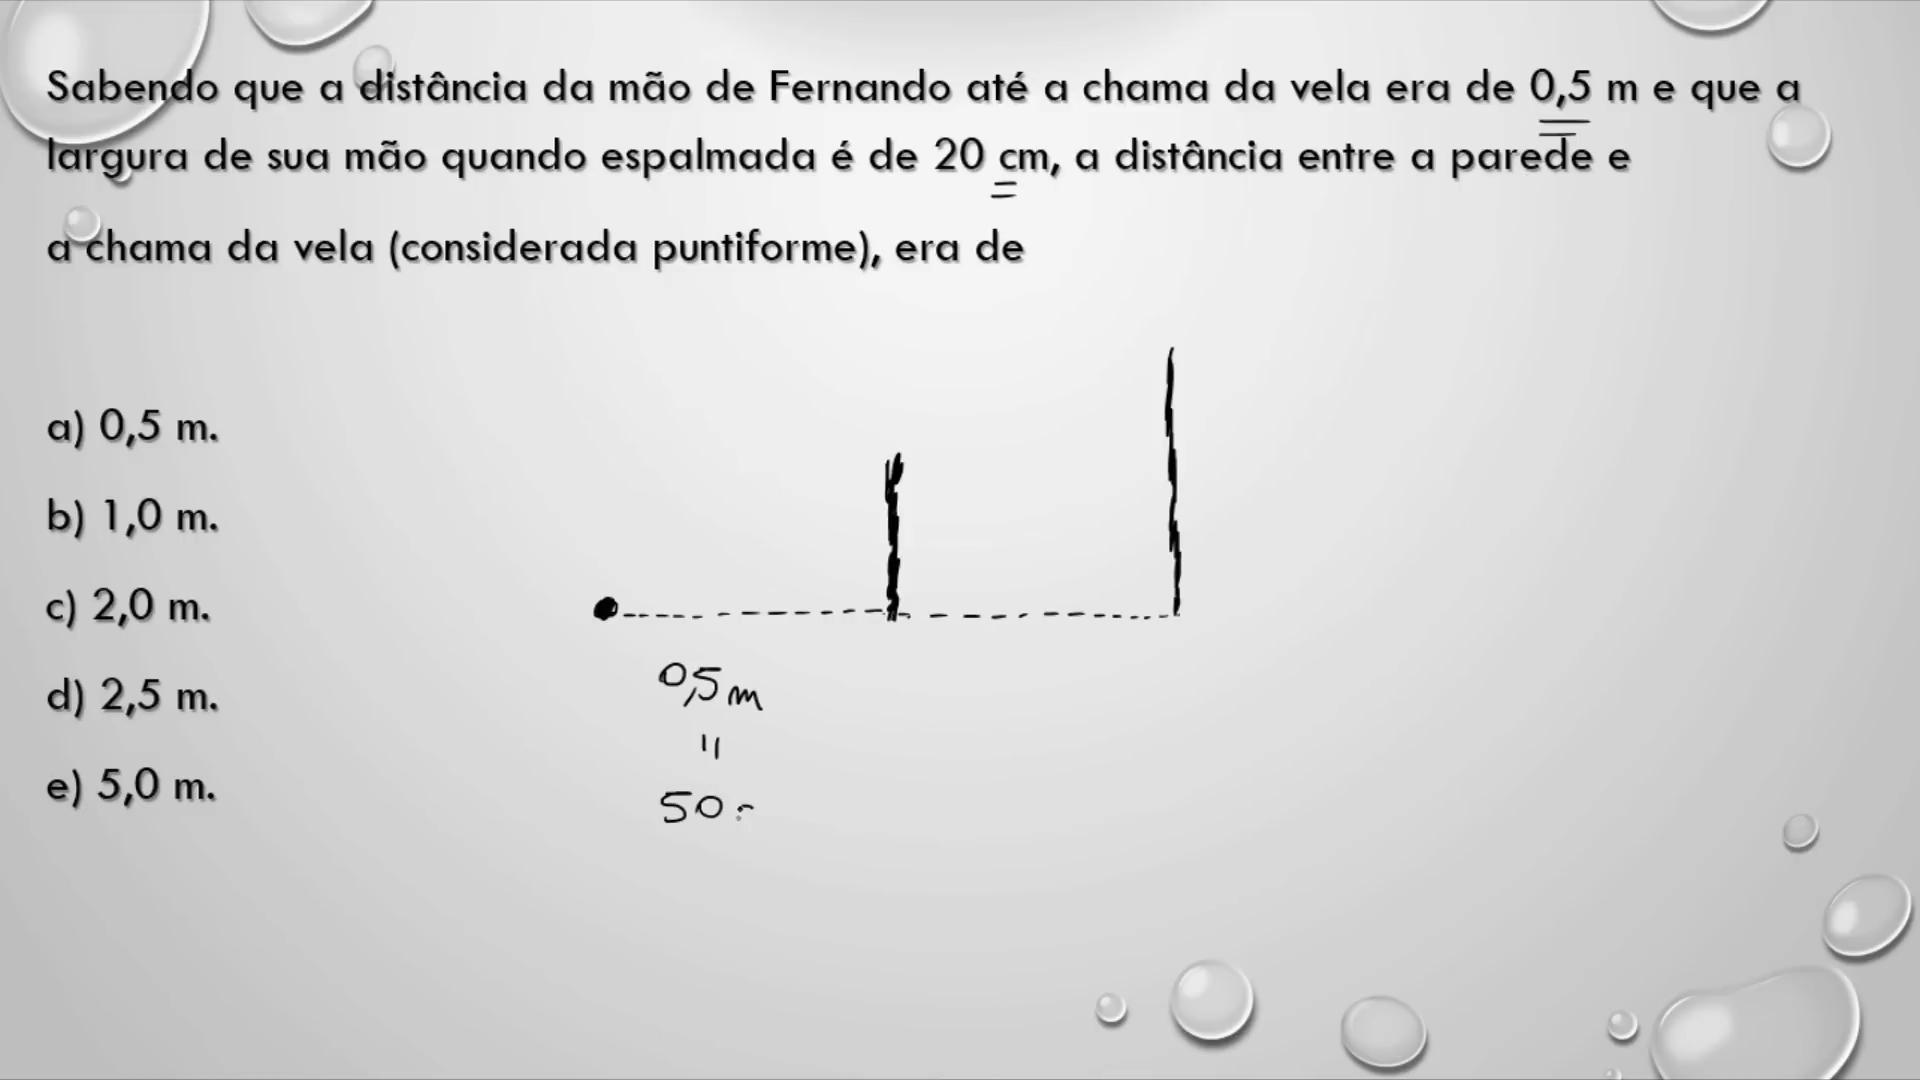 Sabendo que a distância da mão de Fernando até a chama da vela era de 0,5 m e que a
largura de sua mão quando espalmada é de 20 cm, a distância entre a parede e
a chama da vela (considerada puntiforme), era de
a) 0,5 m.
b) 1,0 m.
c) 2,0 m.
d) 2,5 m.
e) 5,0 m.
0,5 m
=
50